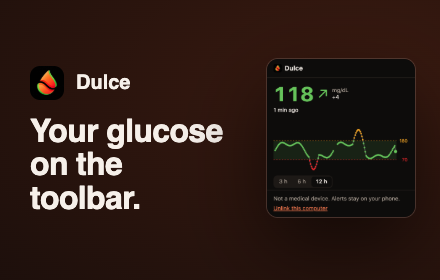 Dulce
Your glucose
on the
toolbar.
Dulce
118
mg/dL
+4
1 min ago
180
70
3 h 6 h 12 h
Not a medical device. Alerts stay on your phone.
Unlink this computer